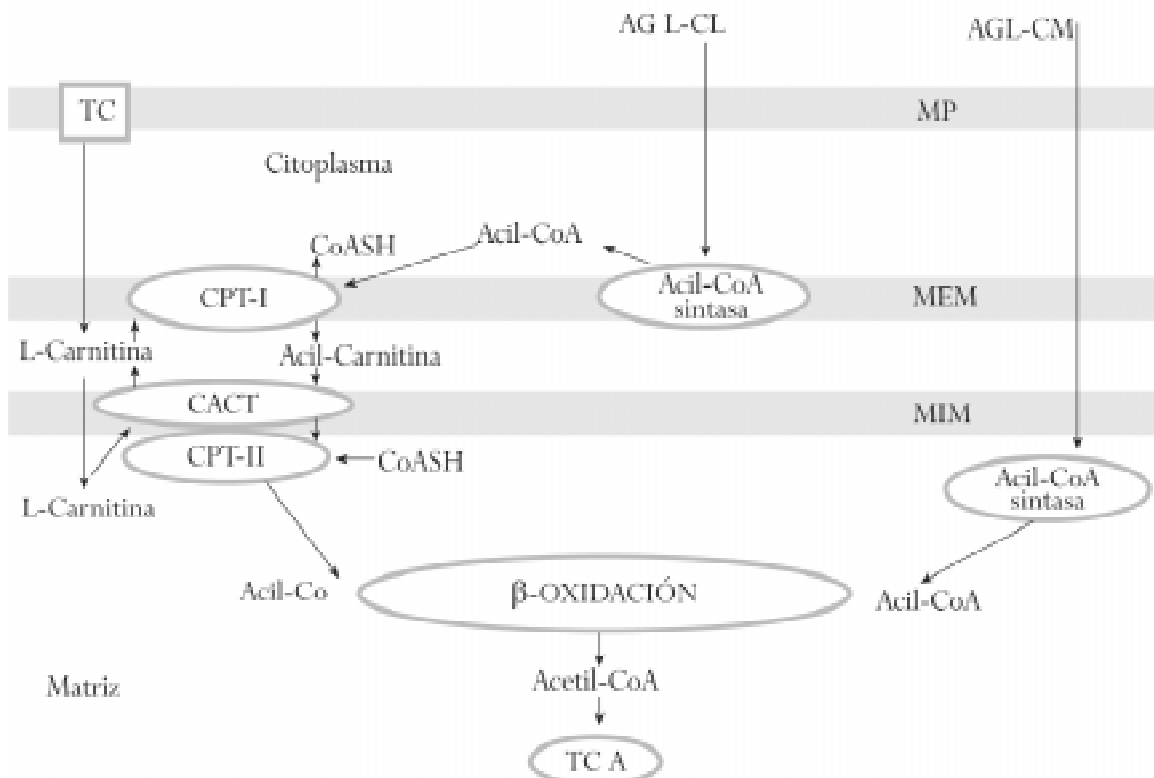 AG L-CL
AGL-CM
TC
MP
Citoplasma
Acil-CoA
CoASH
CPT-I
Acil-CoA
sintasa
MEM
L-Carnitina
Acil-Carnitina
CACT
MIM
CPT-II
CoASH
Acil-CoA
sintasa
L-Carnitina
Acil-Co
β-OXIDACIÓN
Acil-CoA
Matriz
Acetil-CoA
TC A